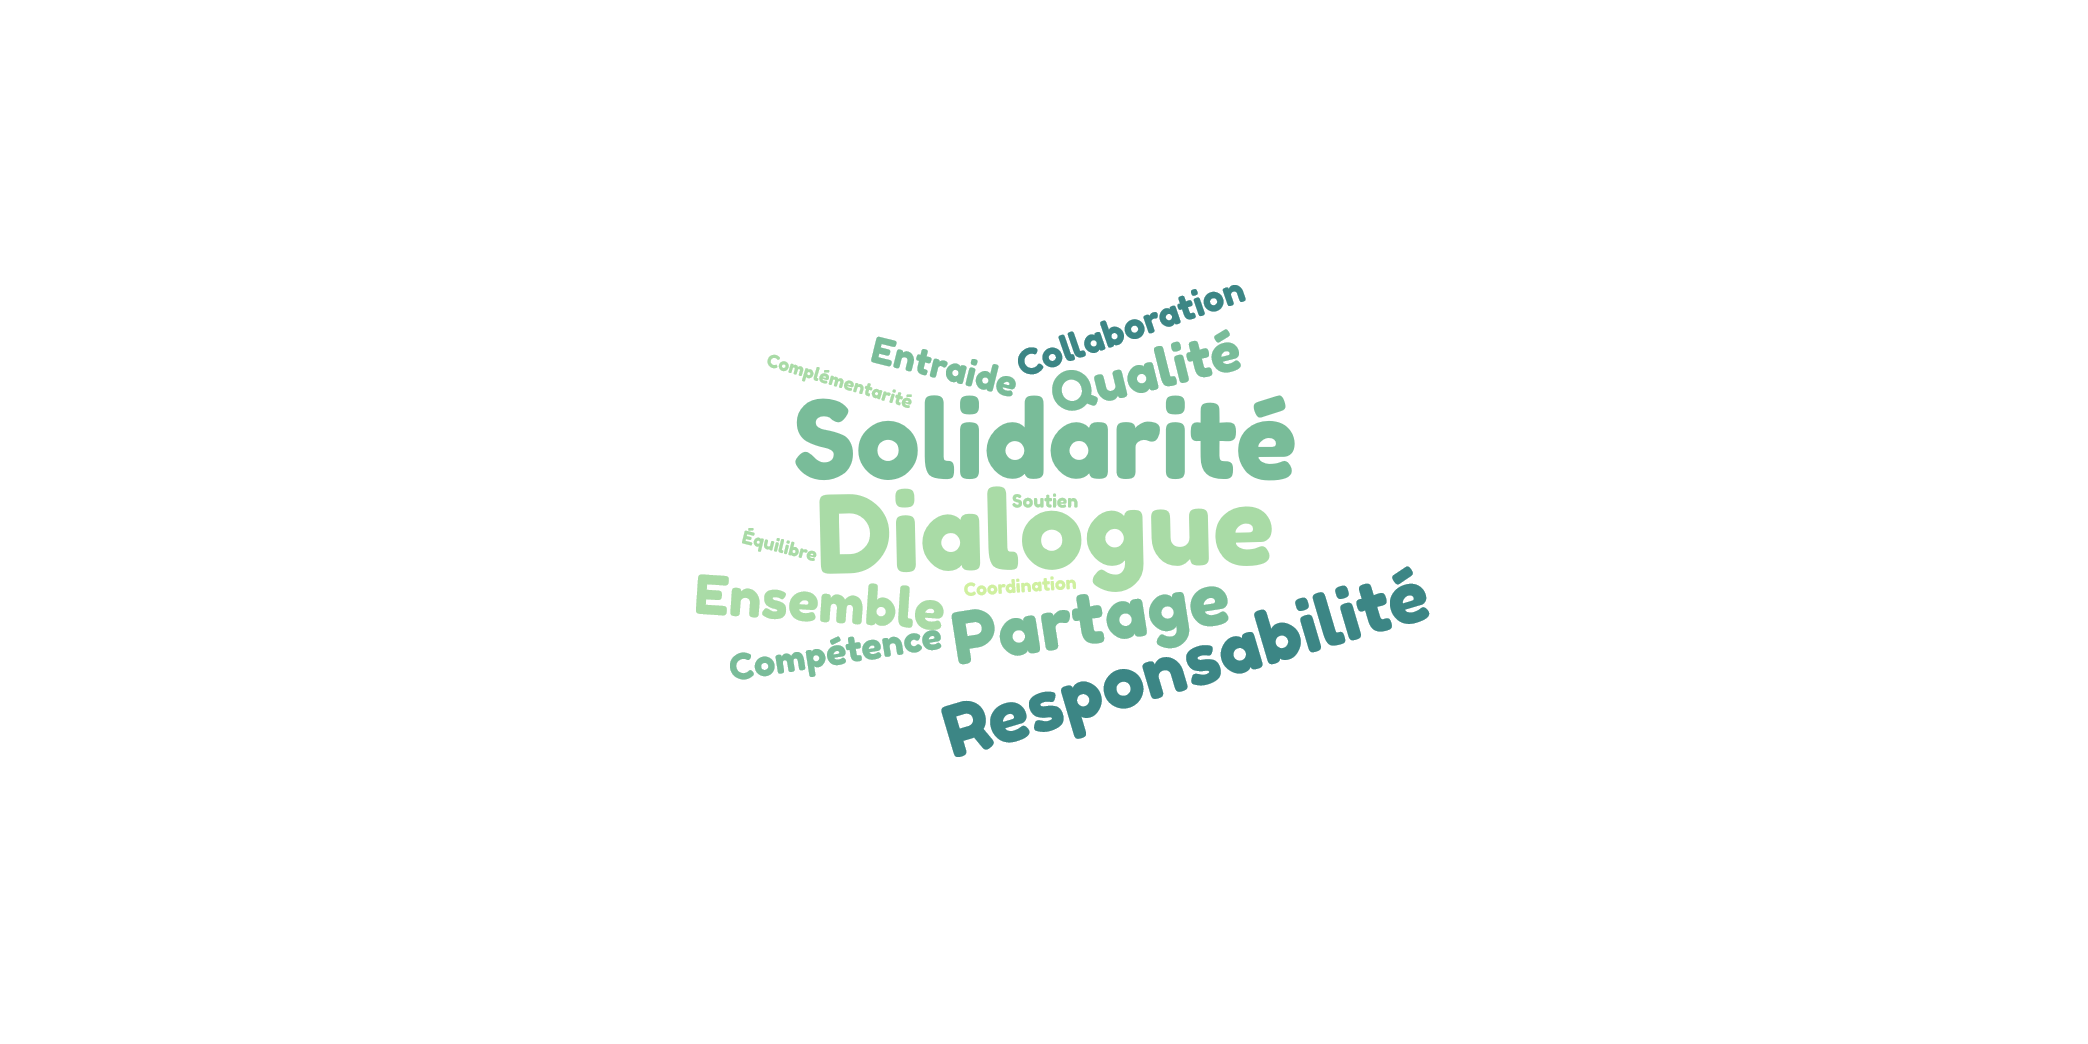 Collaboration
Entraide
Qualité
Complémentarité
Solidarité
Soutien
Dialogue
Équilibre
Coordination
Ensemble
Partage
Compétence
Responsabilité